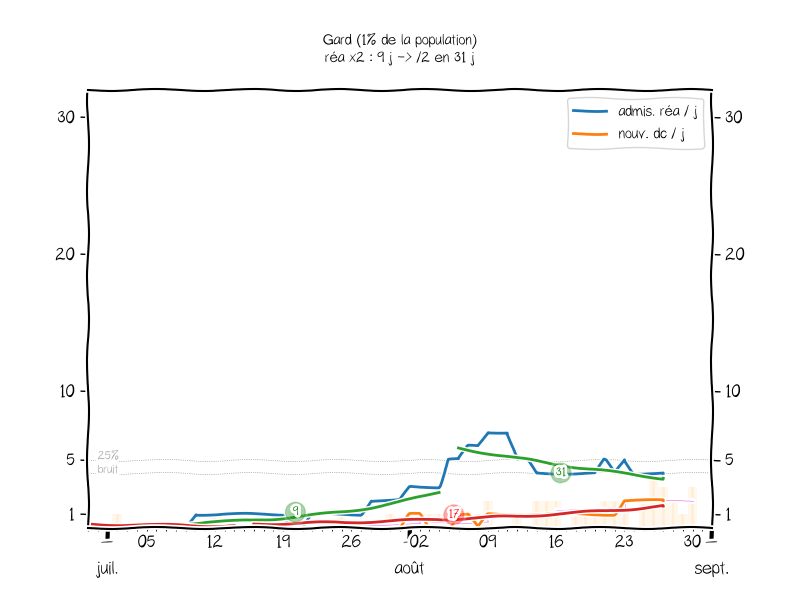 Gard (1% de la population)
réa x2 : 9 j -> /2 en 31 j
admis. réa / j
nouv. dc / j
30
30
20
20
10
10
5
5
1
1
25%
bruit
9
17
31
05
12
19
26
02
09
16
23
30
juil.
août
sept.